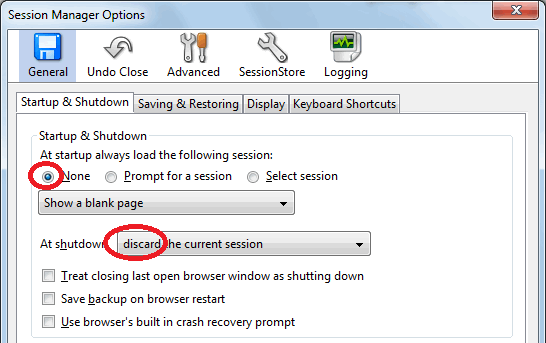 Session Manager Options
General Undo Close Advanced SessionStore Logging
Startup & Shutdown Saving & Restoring Display Keyboard Shortcuts
Startup & Shutdown
At startup always load the following session:
None Prompt for a session Select session
Show a blank page
At shutdown discard the current session
Treat closing last open browser window as shutting down
Save backup on browser restart
Use browser's built in crash recovery prompt